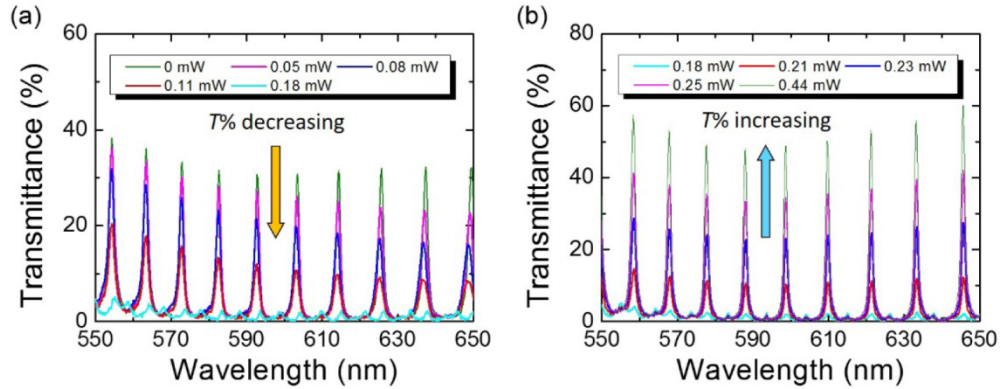 (a)
60
40
20
0
Transmittance (%)
0 mW 0.05 mW 0.08 mW
0.11 mW 0.18 mW
T% decreasing
550 570 590 610 630 650
Wavelength (nm)
(b)
80
60
40
20
0
Transmittance (%)
0.18 mW 0.21 mW 0.23 mW
0.25 mW 0.44 mW
T% increasing
550 570 590 610 630 650
Wavelength (nm)